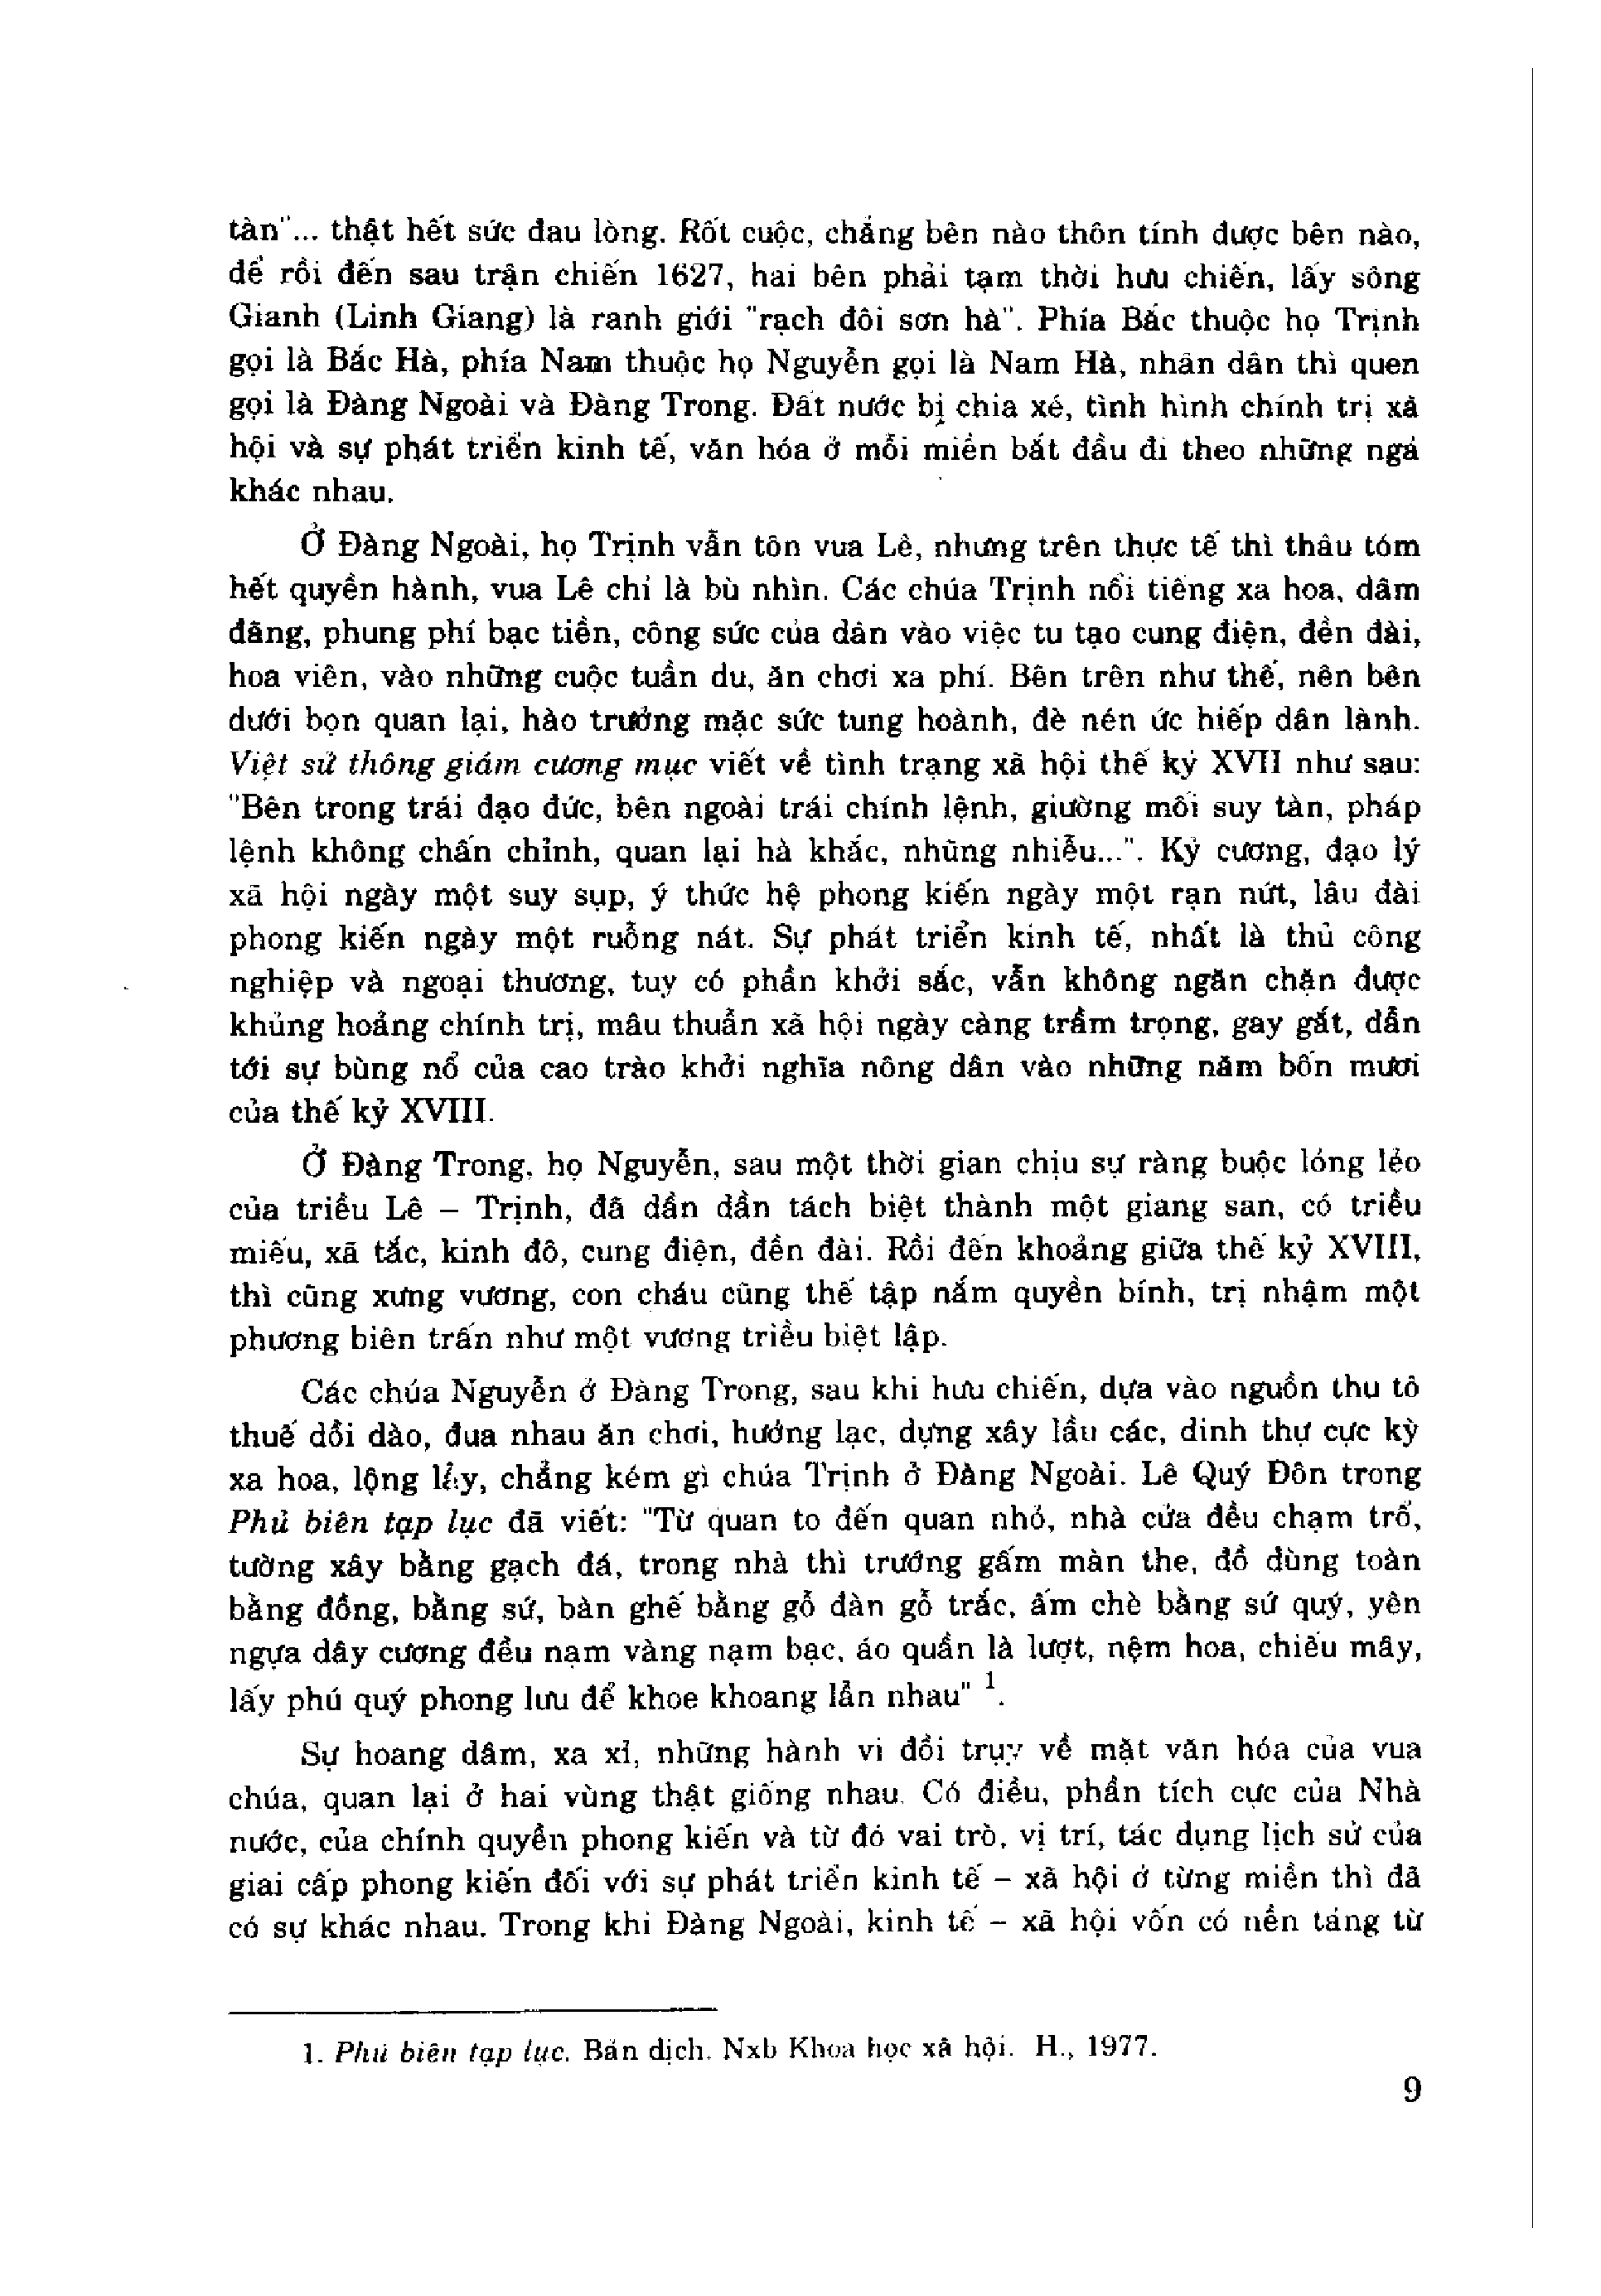 tàn"... thật hết sức đau lòng. Rốt cuộc, chẳng bên nào thôn tính được bên nào,
để rồi đến sau trận chiến 1627, hai bên phải tạm thời hưu chiến, lấy sông
Gianh (Linh Giang) là ranh giới "rạch đôi sơn hà". Phía Bắc thuộc họ Trịnh
gọi là Bắc Hà, phía Nam thuộc họ Nguyễn gọi là Nam Hà, nhân dân thì quen
gọi là Đàng Ngoài và Đàng Trong. Đất nước bị chia xẻ, tình hình chính trị xã
hội và sự phát triển kinh tế, văn hóa ở mỗi miền bắt đầu đi theo những ngả
khác nhau.
Ở Đàng Ngoài, họ Trịnh vẫn tôn vua Lê, nhưng trên thực tế thì thâu tóm
hết quyền hành, vua Lê chỉ là bù nhìn. Các chúa Trịnh nổi tiếng xa hoa, dâm
đãng, phung phí bạc tiền, công sức của dân vào việc tu tạo cung điện, đền đài,
hoa viên, vào những cuộc tuần du, ăn chơi xa phí. Bên trên như thế, nên bên
dưới bọn quan lại, hào trưởng mặc sức tung hoành, đè nén ức hiếp dân lành.
Việt sử thông giám cương mục viết về tình trạng xã hội thế kỷ XVII như sau:
"Bên trong trái đạo đức, bên ngoài trái chính lệnh, giường mối suy tàn, pháp
lệnh không chấn chỉnh, quan lại hà khắc, nhũng nhiễu...". Kỷ cương, đạo lý
xã hội ngày một suy sụp, ý thức hệ phong kiến ngày một rạn nứt, lâu đài
phong kiến ngày một ruỗng nát. Sự phát triển kinh tế, nhất là thủ công
nghiệp và ngoại thương, tuy có phần khởi sắc, vẫn không ngăn chặn được
khủng hoảng chính trị, mâu thuẫn xã hội ngày càng trầm trọng, gay gắt, dẫn
tới sự bùng nổ của cao trào khởi nghĩa nông dân vào những năm bốn mươi
của thế kỷ XVIII.
Ở Đàng Trong, họ Nguyễn, sau một thời gian chịu sự ràng buộc lỏng lẻo
của triều Lê – Trịnh, đã dần dần tách biệt thành một giang san, có triều
miếu, xã tắc, kinh đô, cung điện, đền đài. Rồi đến khoảng giữa thế kỷ XVIII,
thì cũng xưng vương, con cháu cũng thế tập nắm quyền bính, trị nhậm một
phương biên trấn như một vương triều biệt lập.
Các chúa Nguyễn ở Đàng Trong, sau khi hưu chiến, dựa vào nguồn thu tô
thuế dồi dào, đua nhau ăn chơi, hưởng lạc, dựng xây lầu các, dinh thự cực kỳ
xa hoa, lộng lẫy, chẳng kém gì chúa Trịnh ở Đàng Ngoài. Lê Quý Đôn trong
Phủ biên tạp lục đã viết: "Từ quan to đến quan nhỏ, nhà cửa đều chạm trổ,
tường xây bằng gạch đá, trong nhà thì trướng gấm màn the, đồ dùng toàn
bằng đồng, bằng sứ, bàn ghế bằng gỗ đàn gỗ trắc, ấm chè bằng sứ quý, yên
ngựa dây cương đều nạm vàng nạm bạc, áo quần là lượt, nệm hoa, chiếu mây,
lấy phú quý phong lưu để khoe khoang lẫn nhau" 1.
Sự hoang dâm, xa xỉ, những hành vi đồi trụy về mặt văn hóa của vua
chúa, quan lại ở hai vùng thật giống nhau. Có điều, phần tích cực của Nhà
nước, của chính quyền phong kiến và từ đó vai trò, vị trí, tác dụng lịch sử của
giai cấp phong kiến đối với sự phát triển kinh tế – xã hội ở từng miền thì đã
có sự khác nhau. Trong khi Đàng Ngoài, kinh tế – xã hội vốn có nền tảng từ
1. Phủ biên tạp lục. Bản dịch. Nxb Khoa học xã hội. H., 1977.
9